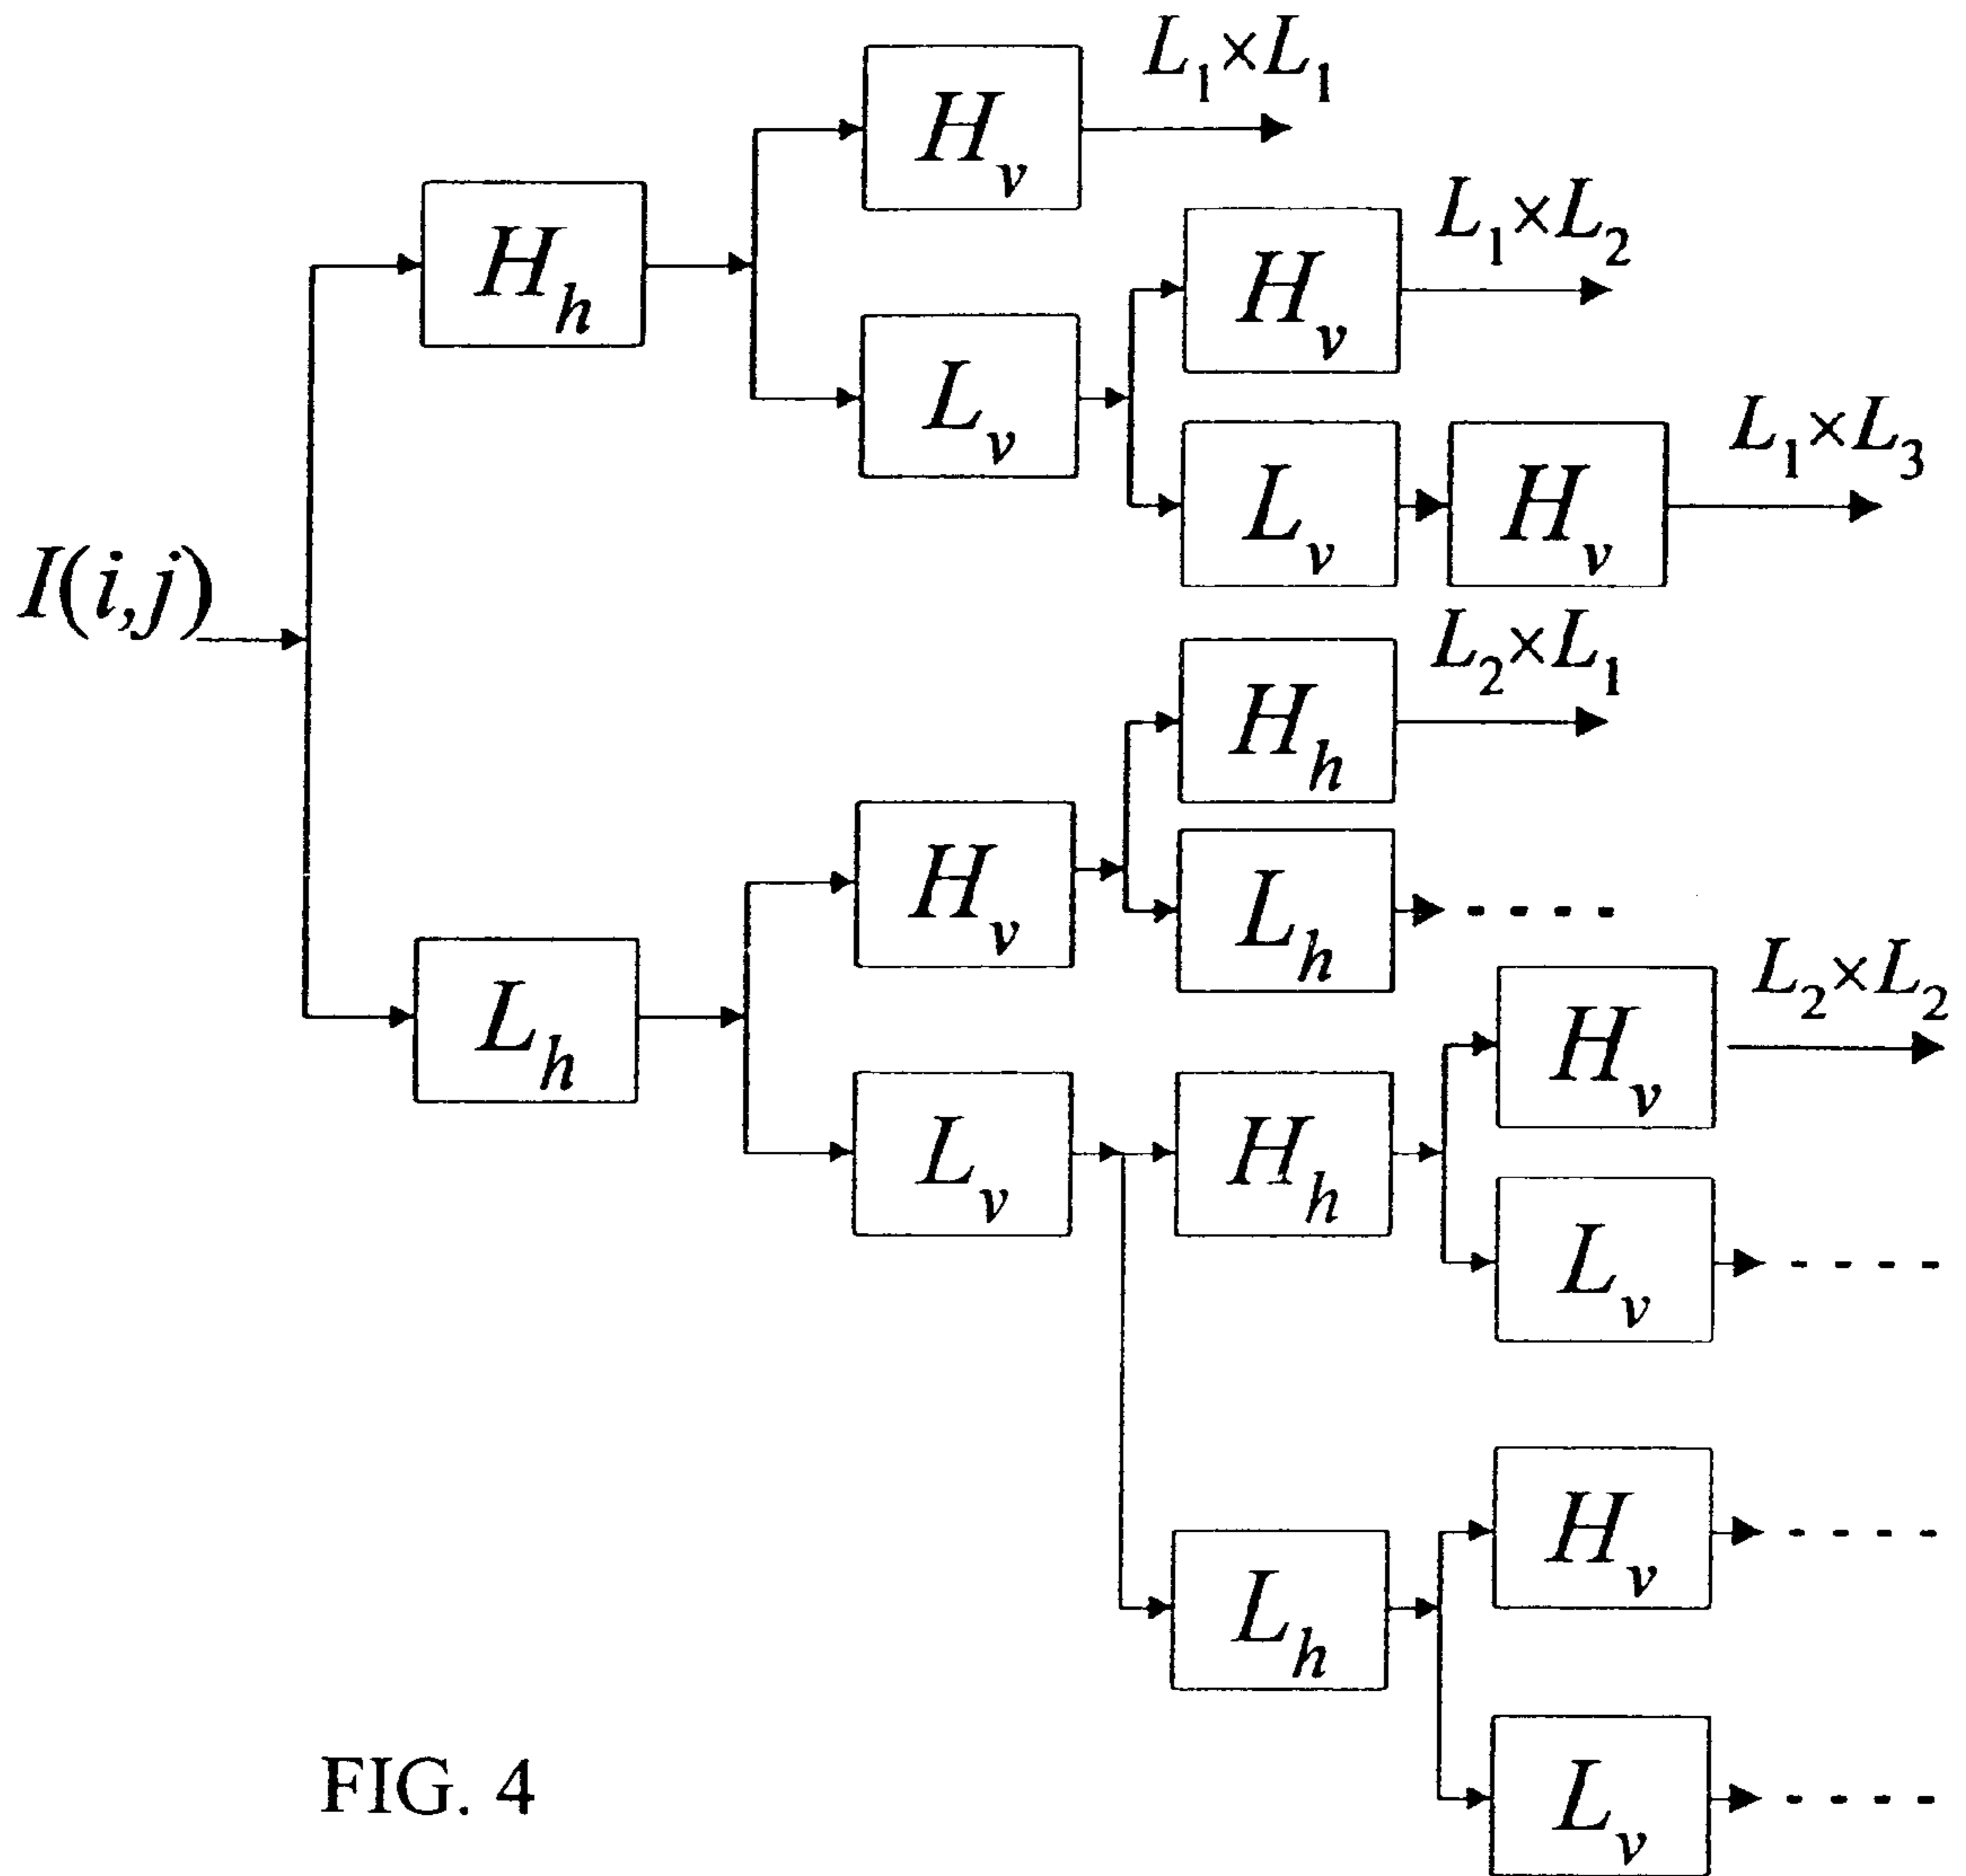 L₁×L₁
H_v
L₁×L₂
H_h
H_v
L_v
L₁×L₃
L_v
H_v
I(i,j)
L₂×L₁
H_h
H_v
L_h
L₂×L₂
L_h
H_v
L_v
H_h
L_v
H_v
L_h
FIG. 4
L_v